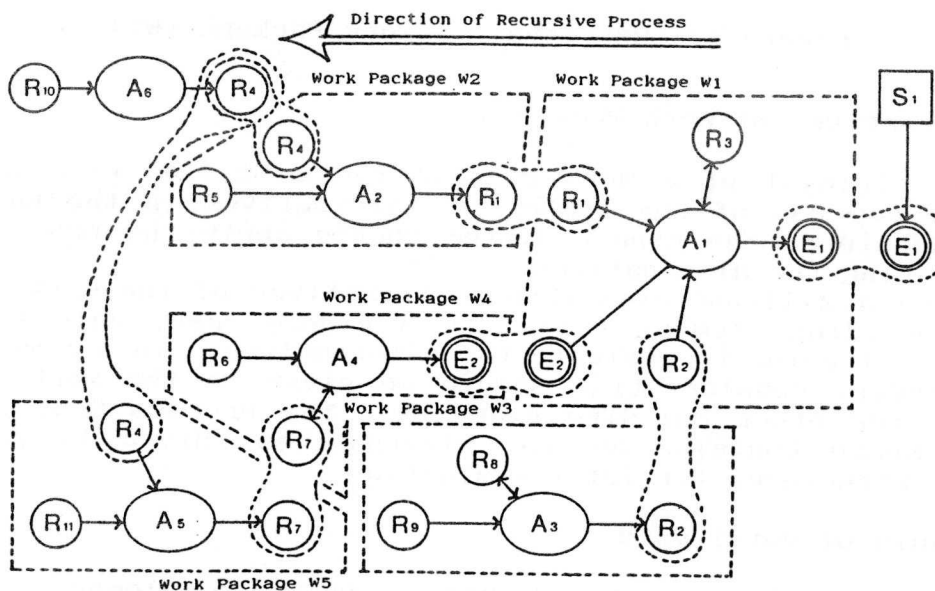 Direction of Recursive Process
Work Package W2
Work Package W1
R10
A6
R4
S1
R4
R3
R5
A2
R1
R1
A1
E1
E1
Work Package W4
R6
A4
E2
E2
R2
Work Package W3
R4
R7
R8
R11
A5
R7
R9
A3
R2
Work Package W5